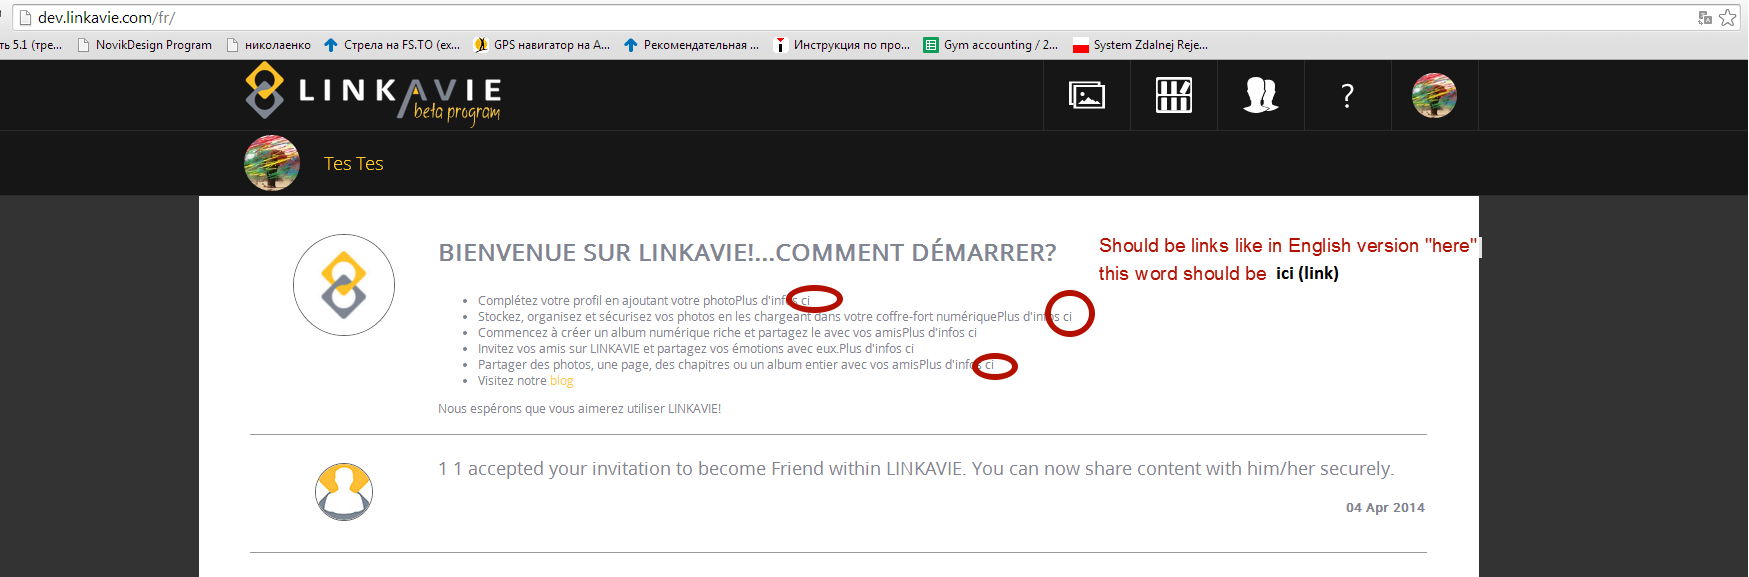 dev.linkavie.com/fr/
ть 5.1 (тре... NovikDesign Program николаенко Стрела на FS.TO (ex... GPS навигатор на A... Рекомендательная ... Инструкция по про... Gym accounting / 2... System Zdalnej Reje...
LINKAVIE
beta program
?
Tes Tes
BIENVENUE SUR LINKAVIE!...COMMENT DÉMARRER?
Should be links like in English version "here"
this word should be ici (link)
• Complétez votre profil en ajoutant votre photoPlus d'infos ci
• Stockez, organisez et sécurisez vos photos en les chargeant dans votre coffre-fort numériquePlus d'infos ci
• Commencez à créer un album numérique riche et partagez le avec vos amisPlus d'infos ci
• Invitez vos amis sur LINKAVIE et partagez vos émotions avec eux.Plus d'infos ci
• Partager des photos, une page, des chapitres ou un album entier avec vos amisPlus d'infos ci
• Visitez notre blog
Nous espérons que vous aimerez utiliser LINKAVIE!
1 1 accepted your invitation to become Friend within LINKAVIE. You can now share content with him/her securely.
04 Apr 2014